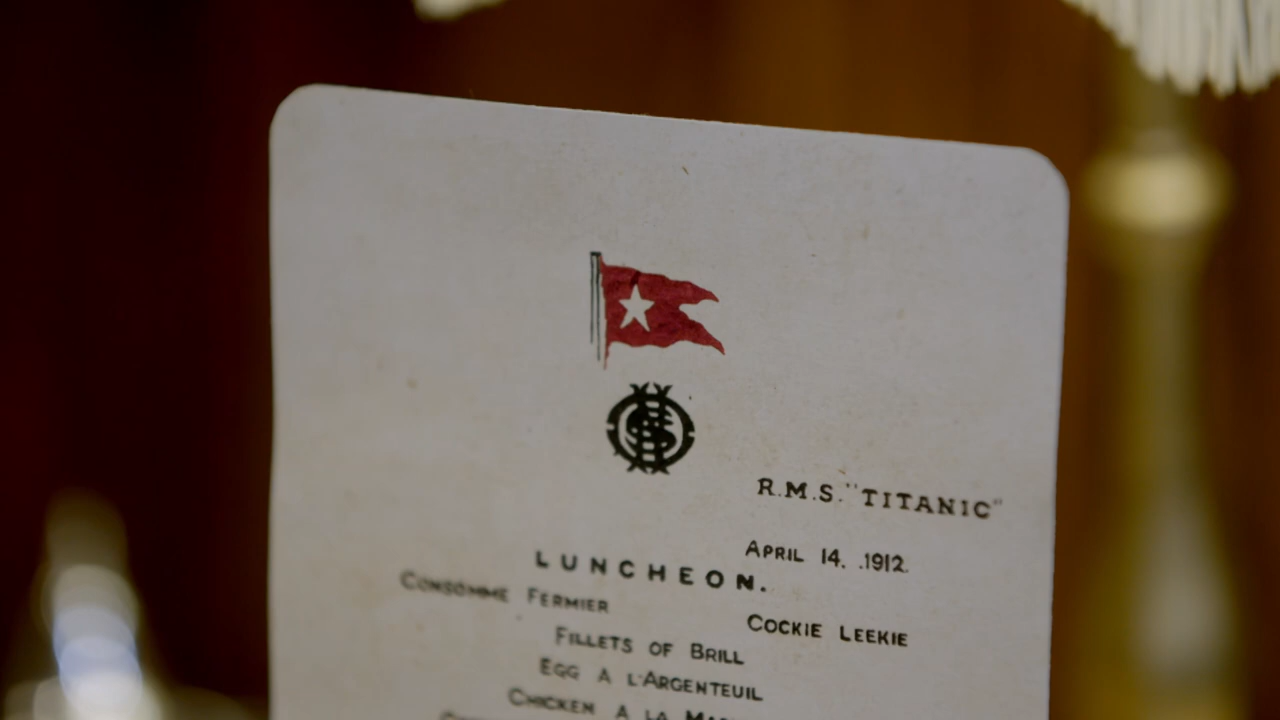 R.M.S. "TITANIC"
APRIL 14. .1912.
LUNCHEON.
CONSOMME FERMIER COCKIE LEEKIE
FILLETS OF BRILL
EGG A L'ARGENTEUIL
CHICKEN A LA